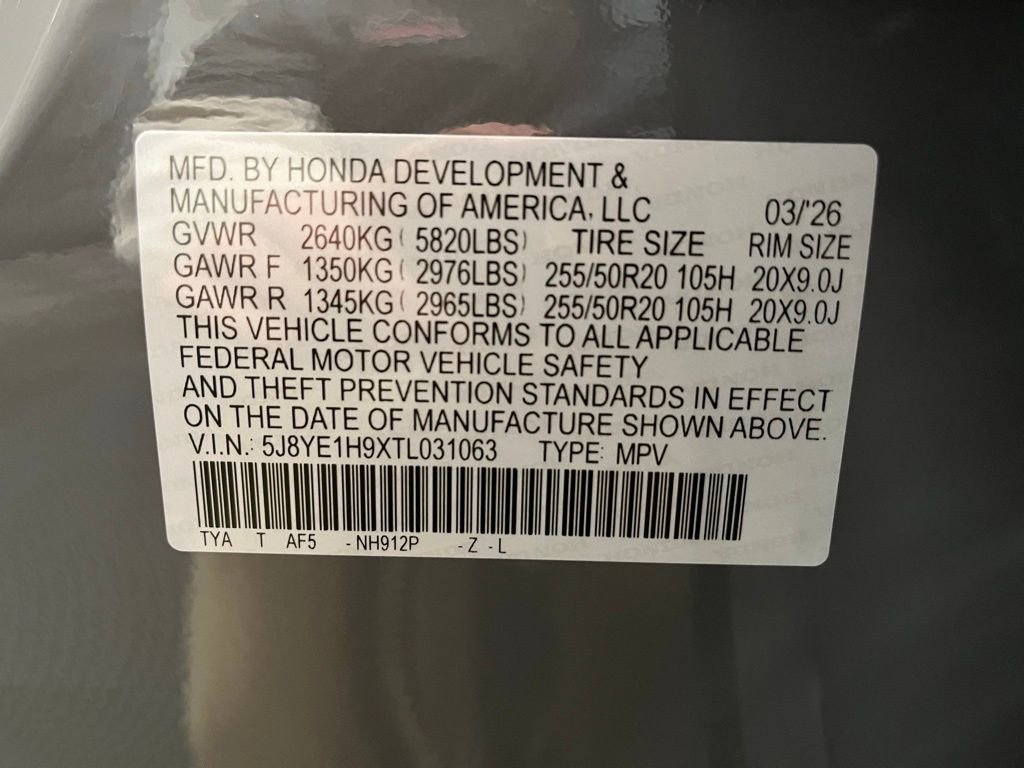 MFD. BY HONDA DEVELOPMENT &
MANUFACTURING OF AMERICA, LLC 03/'26
GVWR 2640KG ( 5820LBS) TIRE SIZE RIM SIZE
GAWR F 1350KG ( 2976LBS) 255/50R20 105H 20X9.0J
GAWR R 1345KG ( 2965LBS) 255/50R20 105H 20X9.0J
THIS VEHICLE CONFORMS TO ALL APPLICABLE
FEDERAL MOTOR VEHICLE SAFETY
AND THEFT PREVENTION STANDARDS IN EFFECT
ON THE DATE OF MANUFACTURE SHOWN ABOVE.
V.I.N.: 5J8YE1H9XTL031063 TYPE: MPV
TYA T AF5 -NH912P -Z -L